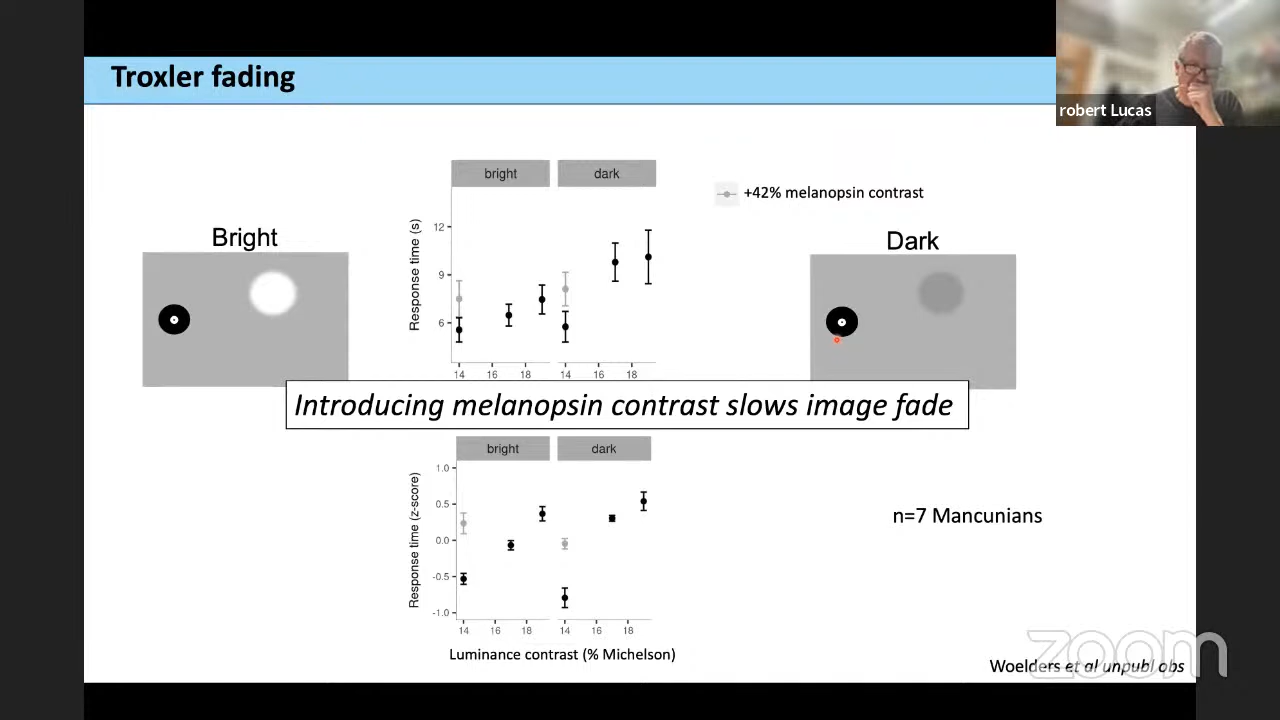 Troxler fading
robert Lucas
bright dark
+42% melanopsin contrast
Bright
Dark
Response time (s)
12
9
6
14 16 18 14 16 18
Introducing melanopsin contrast slows image fade
bright dark
Response time (z-score)
1.0
0.5
0.0
-0.5
-1.0
14 16 18 14 16 18
n=7 Mancunians
Luminance contrast (% Michelson)
Woelders et al unpubl obs
zoom